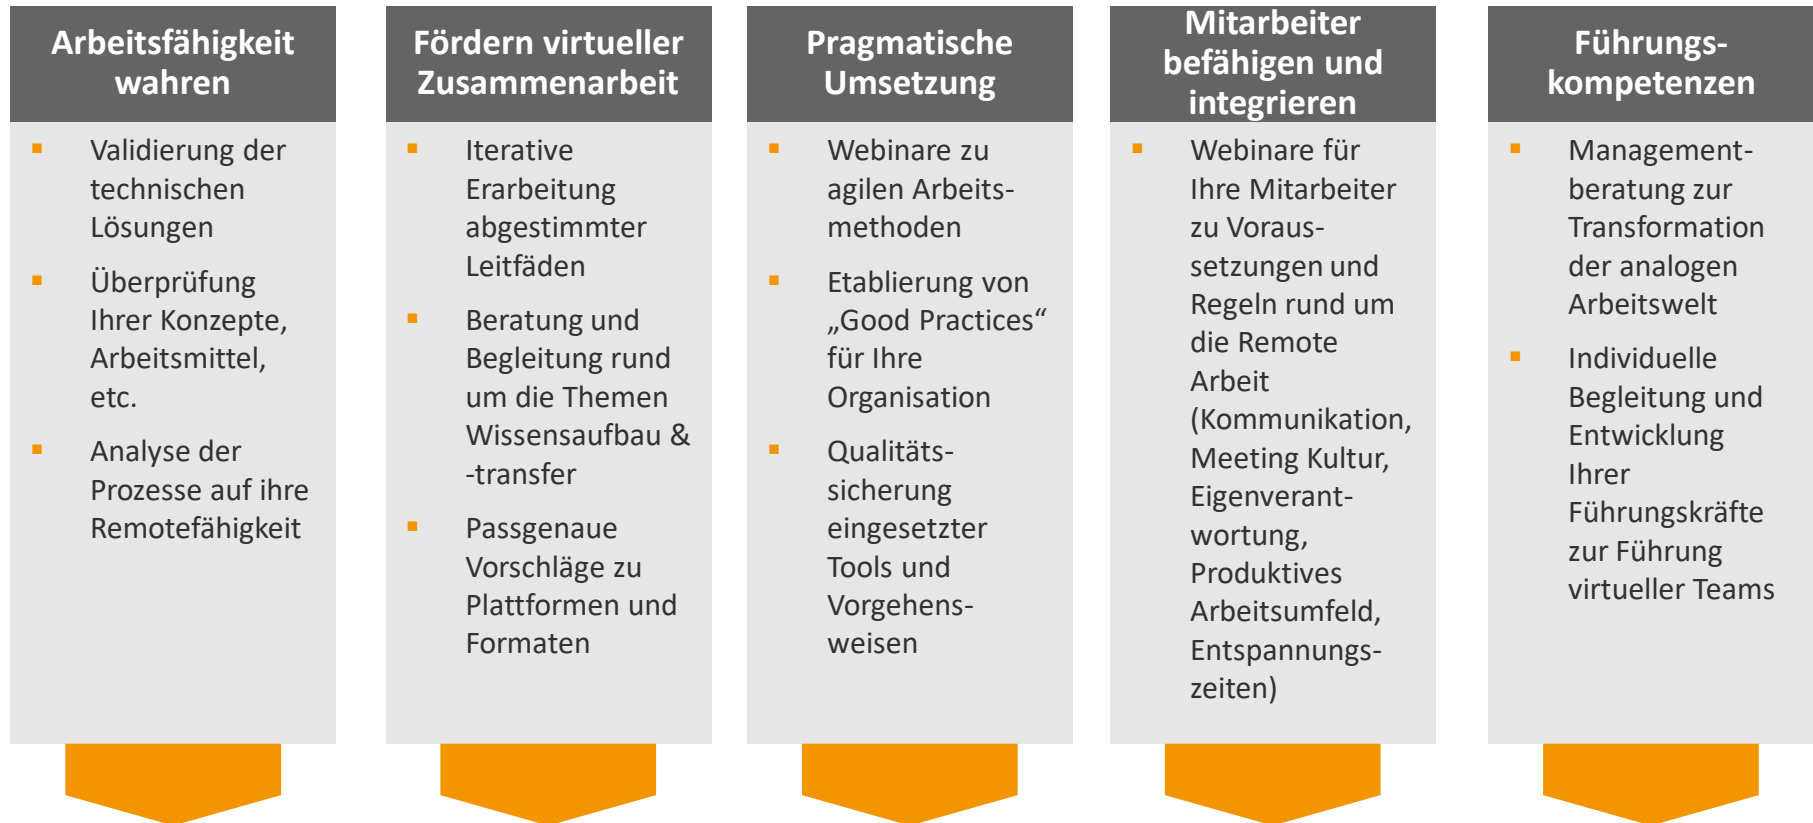 Arbeitsfähigkeit
wahren
Validierung der
technischen
Lösungen
Überprüfung
Ihrer Konzepte,
Arbeitsmittel,
etc.
Analyse der
Prozesse auf ihre
Remotefähigkeit
Fördern virtueller
Zusammenarbeit
Iterative
Erarbeitung
abgestimmter
Leitfäden
Beratung und
Begleitung rund
um die Themen
Wissensaufbau &
-transfer
Passgenaue
Vorschläge zu
Plattformen und
Formaten
Pragmatische
Umsetzung
Webinare zu
agilen Arbeits-
methoden
Etablierung von
„Good Practices“
für Ihre
Organisation
Qualitäts-
sicherung
eingesetzter
Tools und
Vorgehens-
weisen
Mitarbeiter
befähigen und
integrieren
Webinare für
Ihre Mitarbeiter
zu Voraus-
setzungen und
Regeln rund um
die Remote
Arbeit
(Kommunikation,
Meeting Kultur,
Eigenverant-
wortung,
Produktives
Arbeitsumfeld,
Entspannungs-
zeiten)
Führungs-
kompetenzen
Management-
beratung zur
Transformation
der analogen
Arbeitswelt
Individuelle
Begleitung und
Entwicklung
Ihrer
Führungskräfte
zur Führung
virtueller Teams